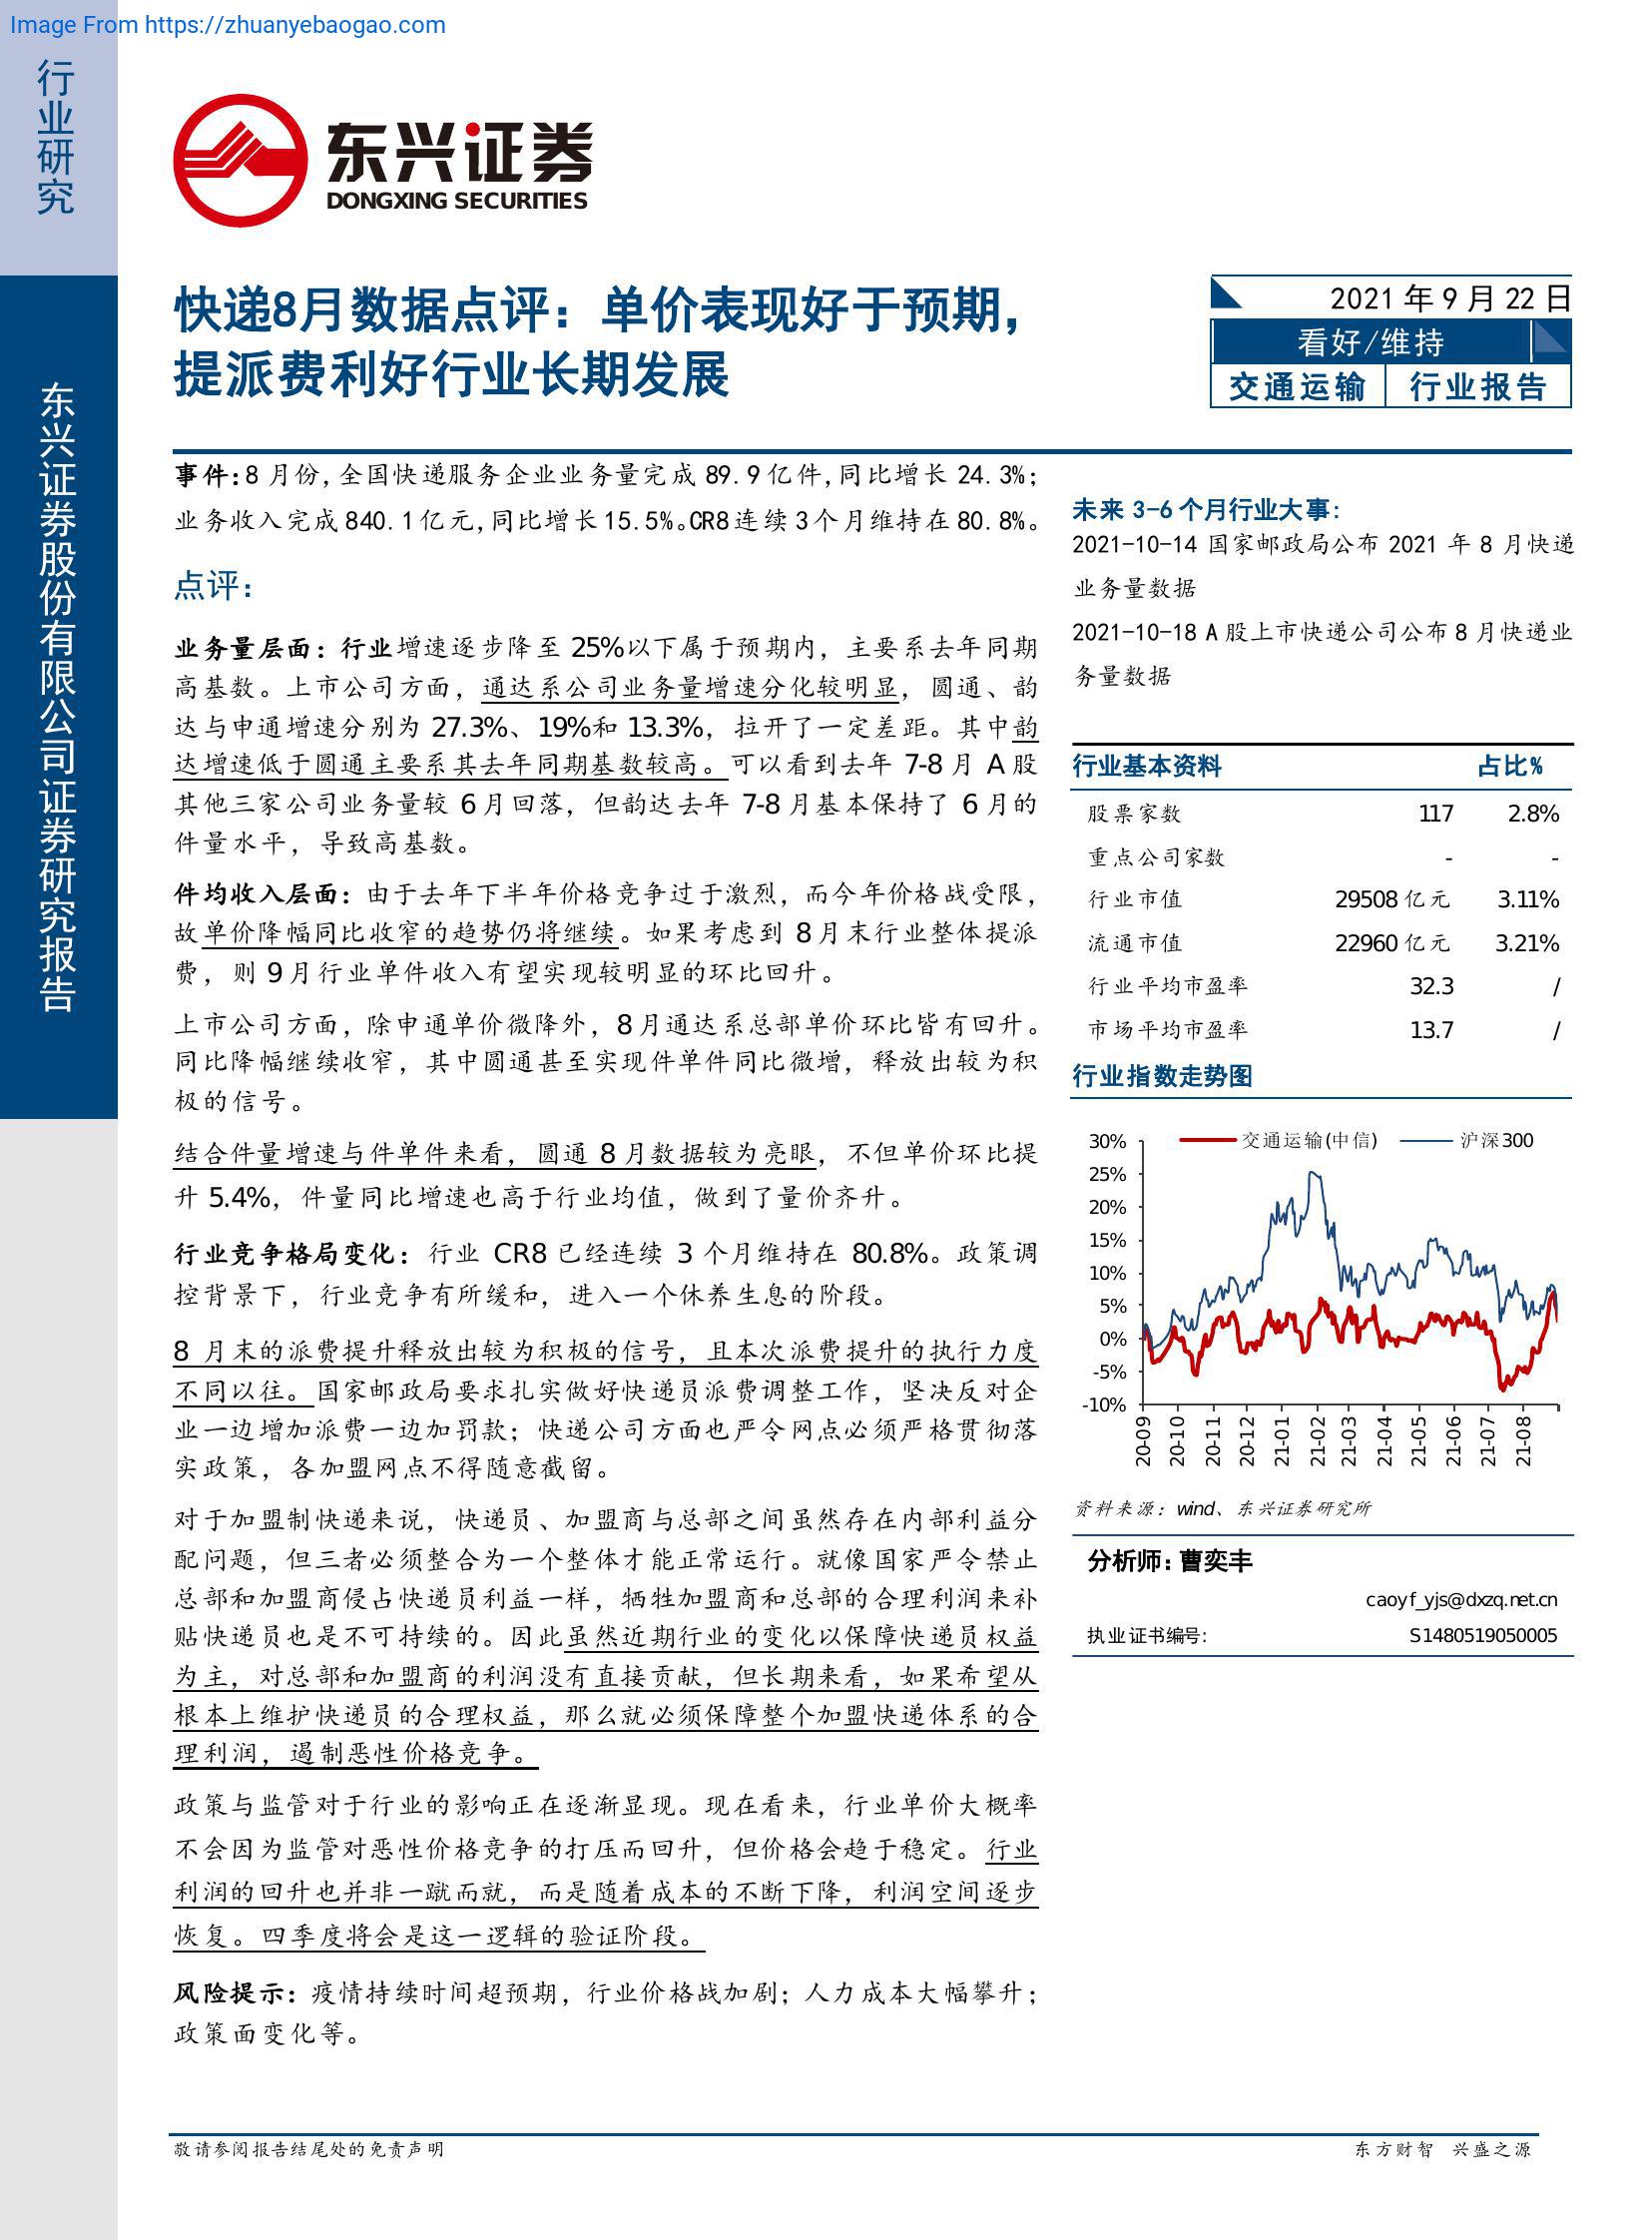 Image From https://zhuanyebaogao.com
行业研究
东兴证券股份有限公司证券研究报告
东兴证券
DONGXING SECURITIES
快递8月数据点评：单价表现好于预期，
提派费利好行业长期发展
2021 年 9 月 22 日
看好/维持
交通运输 行业报告
事件：8 月份，全国快递服务企业业务量完成 89.9 亿件，同比增长 24.3%；
业务收入完成 840.1 亿元，同比增长 15.5%。CR8 连续 3 个月维持在 80.8%。
点评：
业务量层面：行业增速逐步降至 25%以下属于预期内，主要系去年同期
高基数。上市公司方面，通达系公司业务量增速分化较明显，圆通、韵
达与申通增速分别为 27.3%、19%和 13.3%，拉开了一定差距。其中韵
达增速低于圆通主要系其去年同期基数较高。可以看到去年 7-8 月 A 股
其他三家公司业务量较 6 月回落，但韵达去年 7-8 月基本保持了 6 月的
件量水平，导致高基数。
件均收入层面：由于去年下半年价格竞争过于激烈，而今年价格战受限，
故单价降幅同比收窄的趋势仍将继续。如果考虑到 8 月末行业整体提派
费，则 9 月行业单件收入有望实现较明显的环比回升。
上市公司方面，除申通单价微降外，8 月通达系总部单价环比皆有回升。
同比降幅继续收窄，其中圆通甚至实现件单件同比微增，释放出较为积
极的信号。
结合件量增速与件单件来看，圆通 8 月数据较为亮眼，不但单价环比提
升 5.4%，件量同比增速也高于行业均值，做到了量价齐升。
行业竞争格局变化：行业 CR8 已经连续 3 个月维持在 80.8%。政策调
控背景下，行业竞争有所缓和，进入一个休养生息的阶段。
8 月末的派费提升释放出较为积极的信号，且本次派费提升的执行力度
不同以往。国家邮政局要求扎实做好快递员派费调整工作，坚决反对企
业一边增加派费一边加罚款；快递公司方面也严令网点必须严格贯彻落
实政策，各加盟网点不得随意截留。
对于加盟制快递来说，快递员、加盟商与总部之间虽然存在内部利益分
配问题，但三者必须整合为一个整体才能正常运行。就像国家严令禁止
总部和加盟商侵占快递员利益一样，牺牲加盟商和总部的合理利润来补
贴快递员也是不可持续的。因此虽然近期行业的变化以保障快递员权益
为主，对总部和加盟商的利润没有直接贡献，但长期来看，如果希望从
根本上维护快递员的合理权益，那么就必须保障整个加盟快递体系的合
理利润，遏制恶性价格竞争。
政策与监管对于行业的影响正在逐渐显现。现在看来，行业单价大概率
不会因为监管对恶性价格竞争的打压而回升，但价格会趋于稳定。行业
利润的回升也并非一蹴而就，而是随着成本的不断下降，利润空间逐步
恢复。四季度将会是这一逻辑的验证阶段。
风险提示：疫情持续时间超预期，行业价格战加剧；人力成本大幅攀升；
政策面变化等。
未来 3-6 个月行业大事：
2021-10-14 国家邮政局公布 2021 年 8 月快递
业务量数据
2021-10-18 A 股上市快递公司公布 8 月快递业
务量数据
行业基本资料 占比%
股票家数 117 2.8%
重点公司家数 - -
行业市值 29508 亿元 3.11%
流通市值 22960 亿元 3.21%
行业平均市盈率 32.3 /
市场平均市盈率 13.7 /
行业指数走势图
交通运输(中信) 沪深300
30%
25%
20%
15%
10%
5%
0%
-5%
-10%
20-09 20-10 20-11 20-12 21-01 21-02 21-03 21-04 21-05 21-06 21-07 21-08
资料来源：wind、东兴证券研究所
分析师：曹奕丰
caoyf_yjs@dxzq.net.cn
执业证书编号: S1480519050005
敬请参阅报告结尾处的免责声明
东方财智 兴盛之源